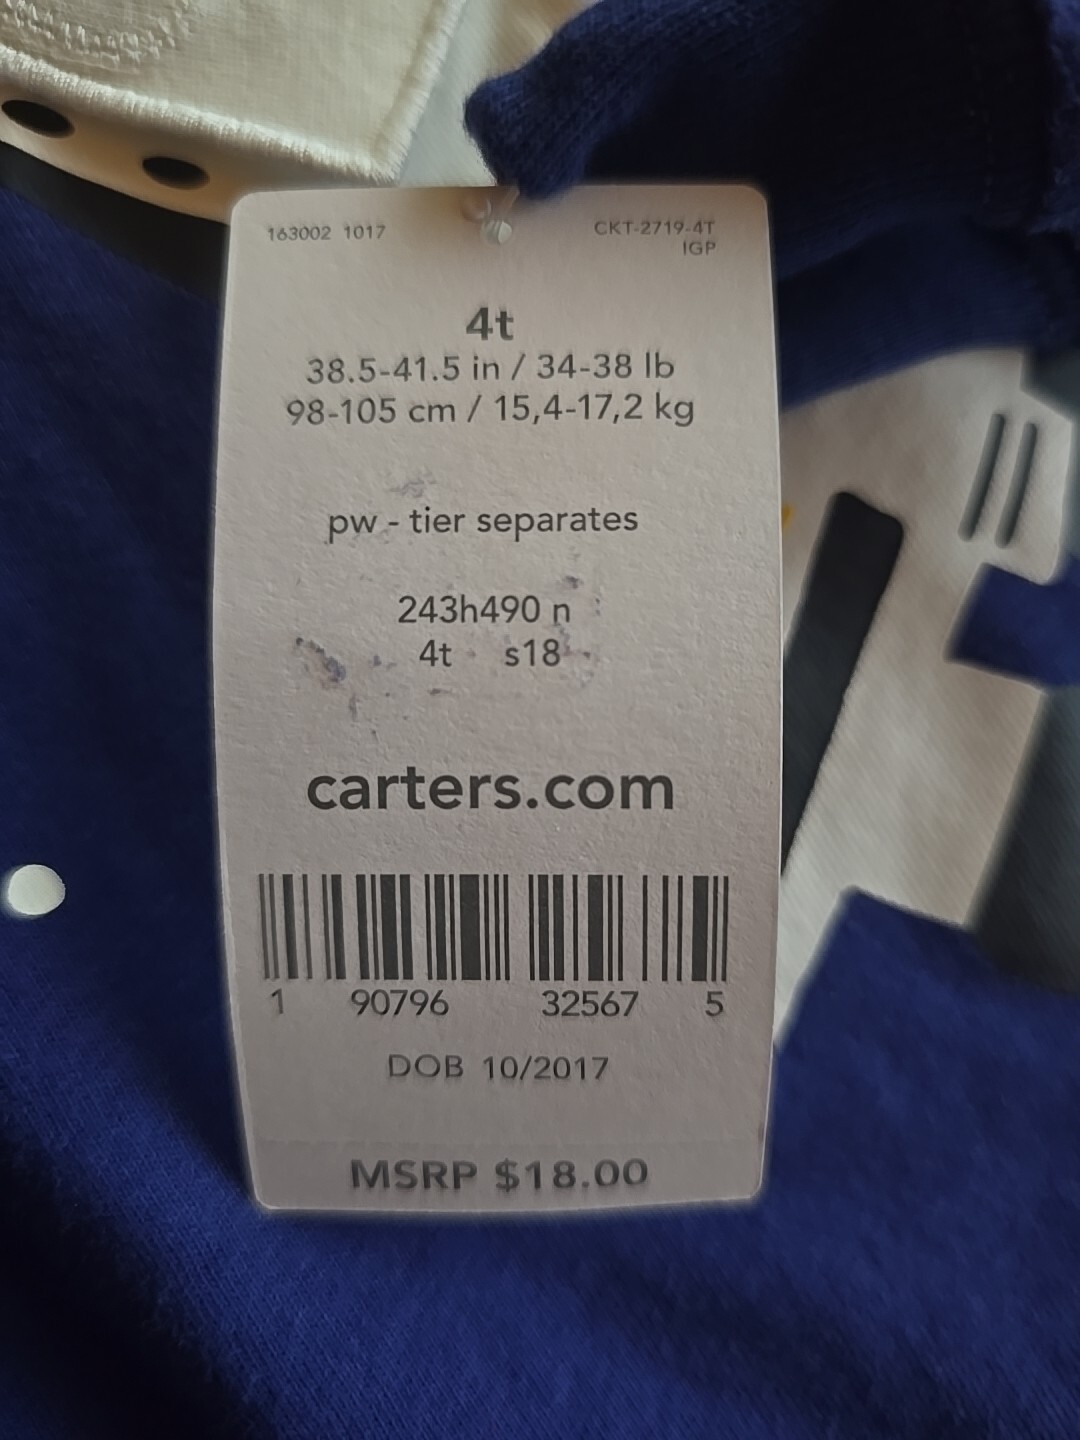 163002 1017
CKT-2719-4T
IGP
4t
38.5-41.5 in / 34-38 lb
98-105 cm / 15,4-17,2 kg
pw - tier separates
243h490 n
4t s18
carters.com
1 90796 32567 5
DOB 10/2017
MSRP $18.00